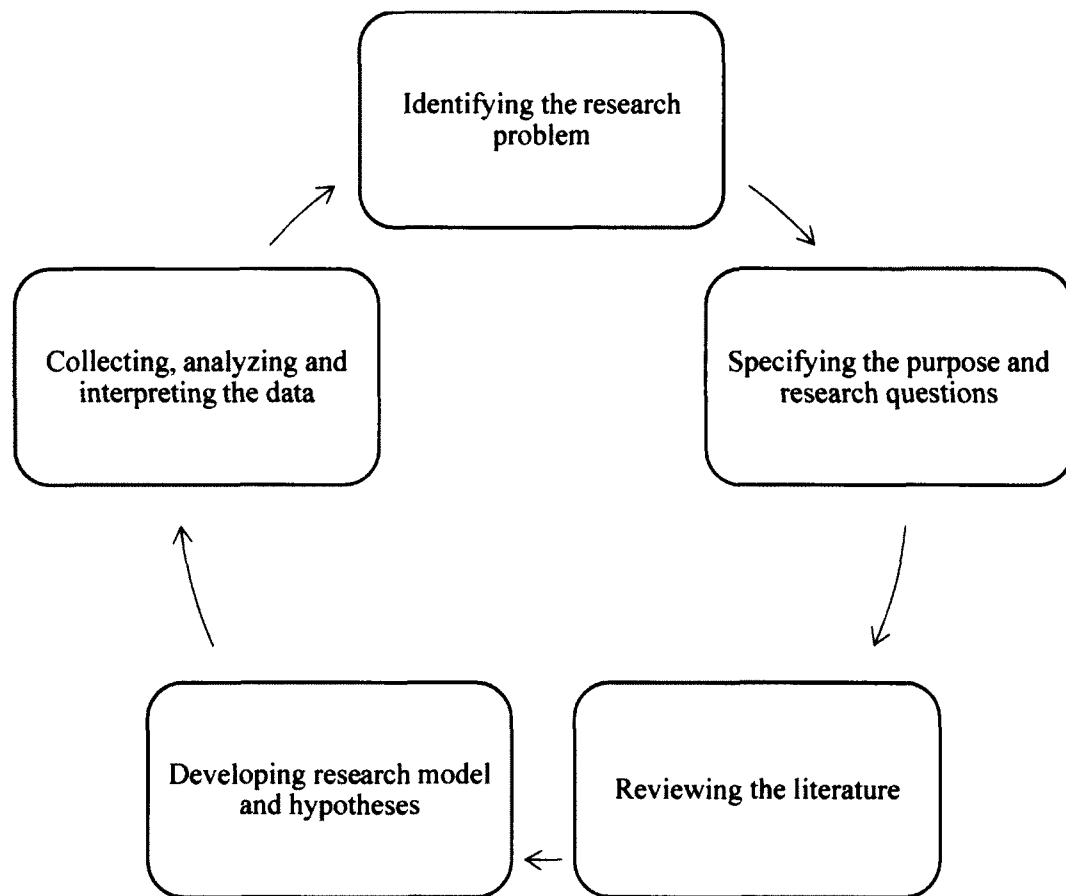 Identifying the research
problem
Specifying the purpose and
research questions
Reviewing the literature
Developing research model
and hypotheses
Collecting, analyzing and
interpreting the data